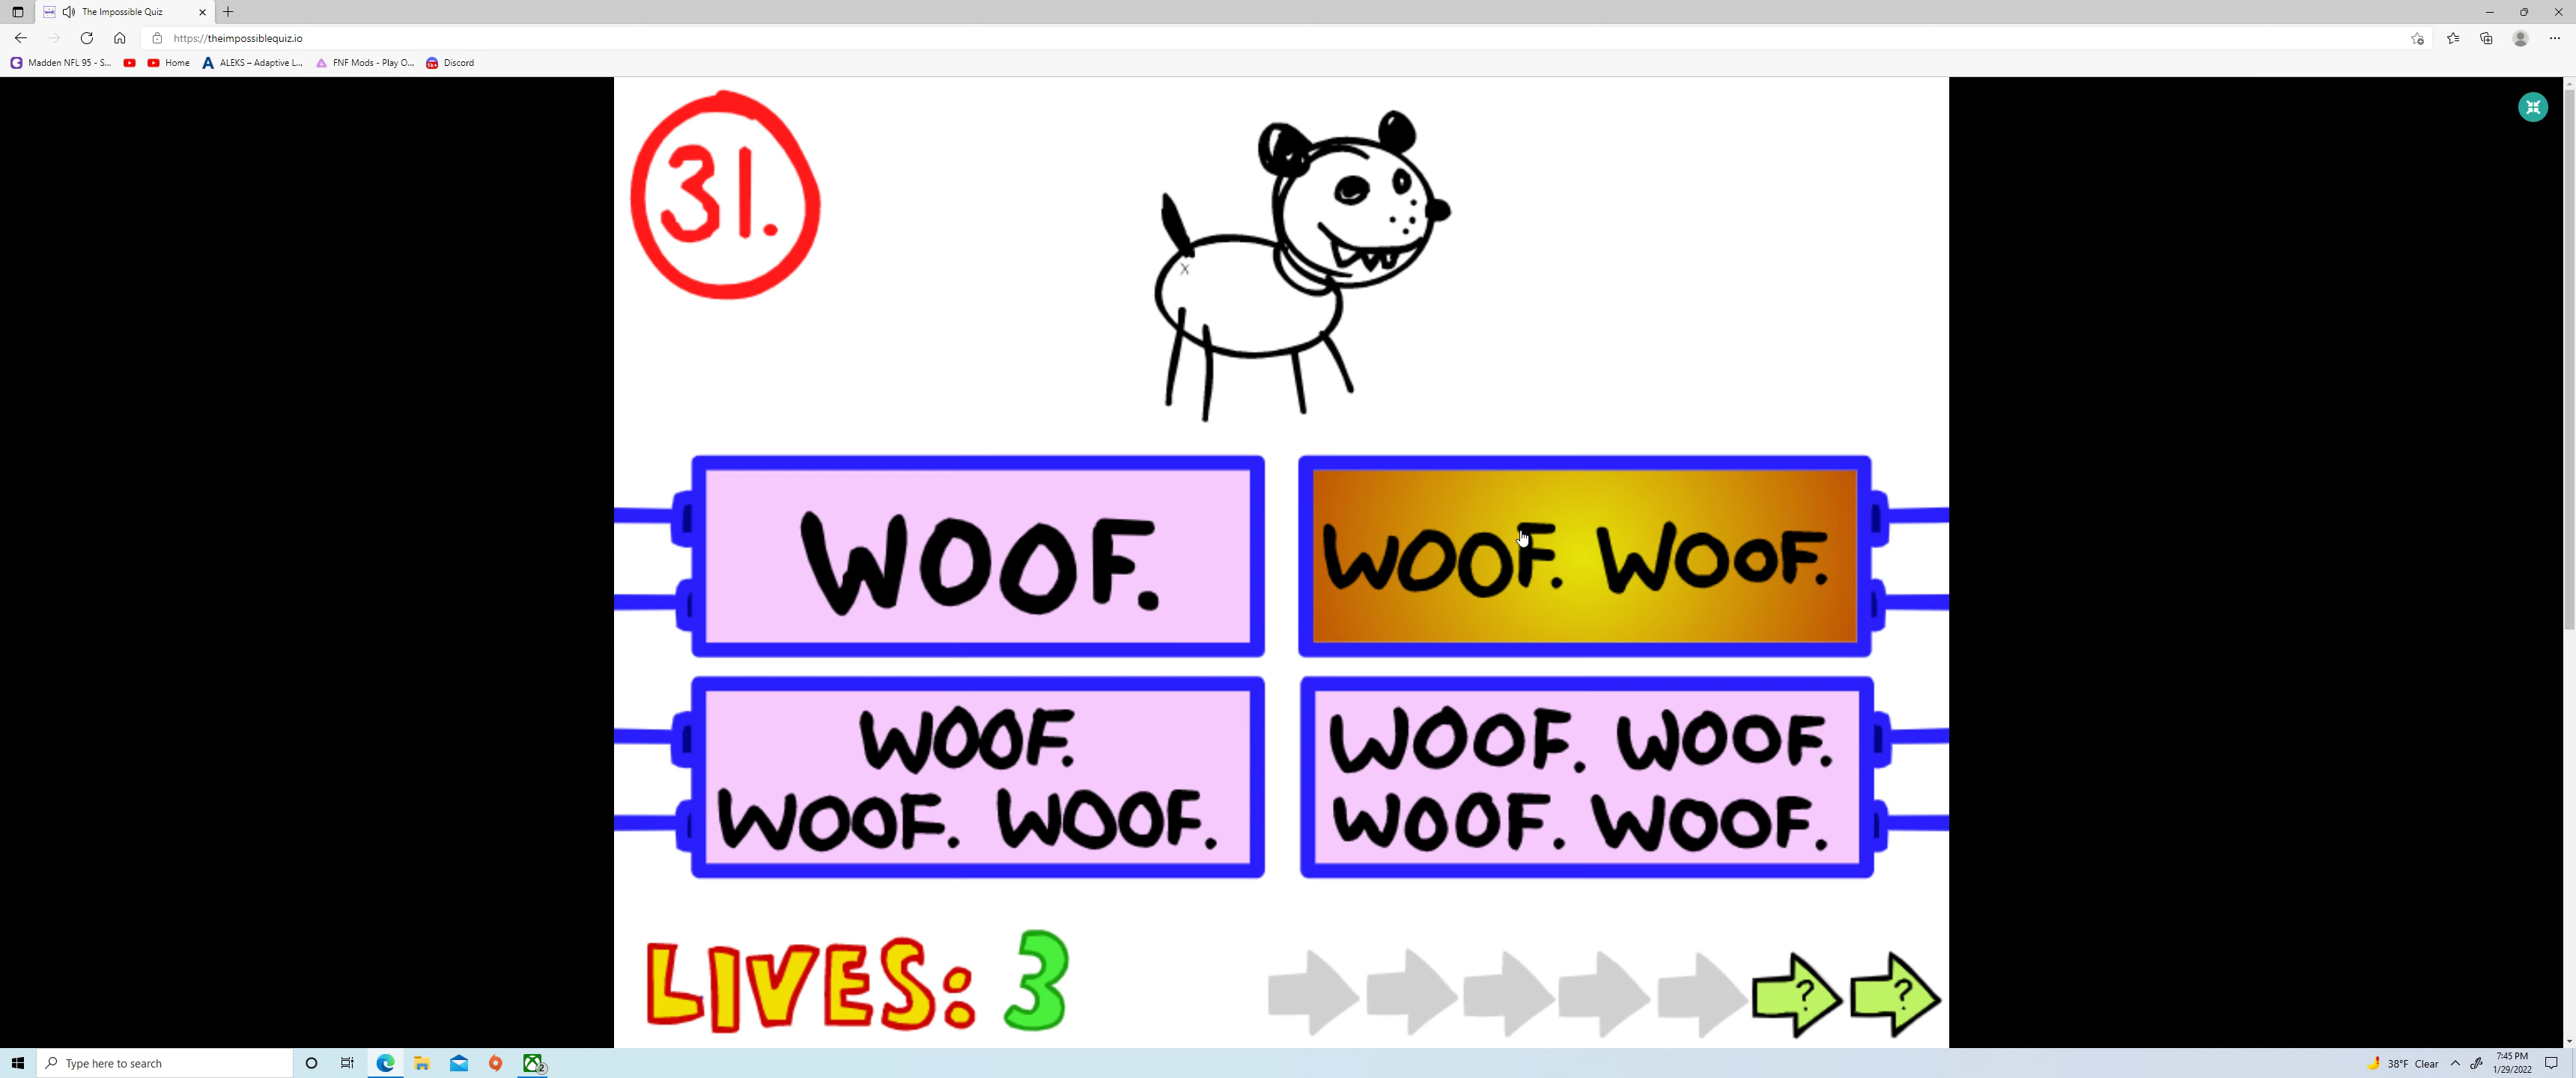 The Impossible Quiz
https://theimpossiblequiz.io
Madden NFL 95 - S...
Home
ALEKS – Adaptive L...
FNF Mods - Play O...
Discord
31.
x
WOOF.
WOOF. WOOF.
WOOF.
WOOF. WOOF.
WOOF. WOOF.
WOOF. WOOF.
LIVES: 3
? ?
Type here to search
2
38°F Clear
7:45 PM
1/29/2022